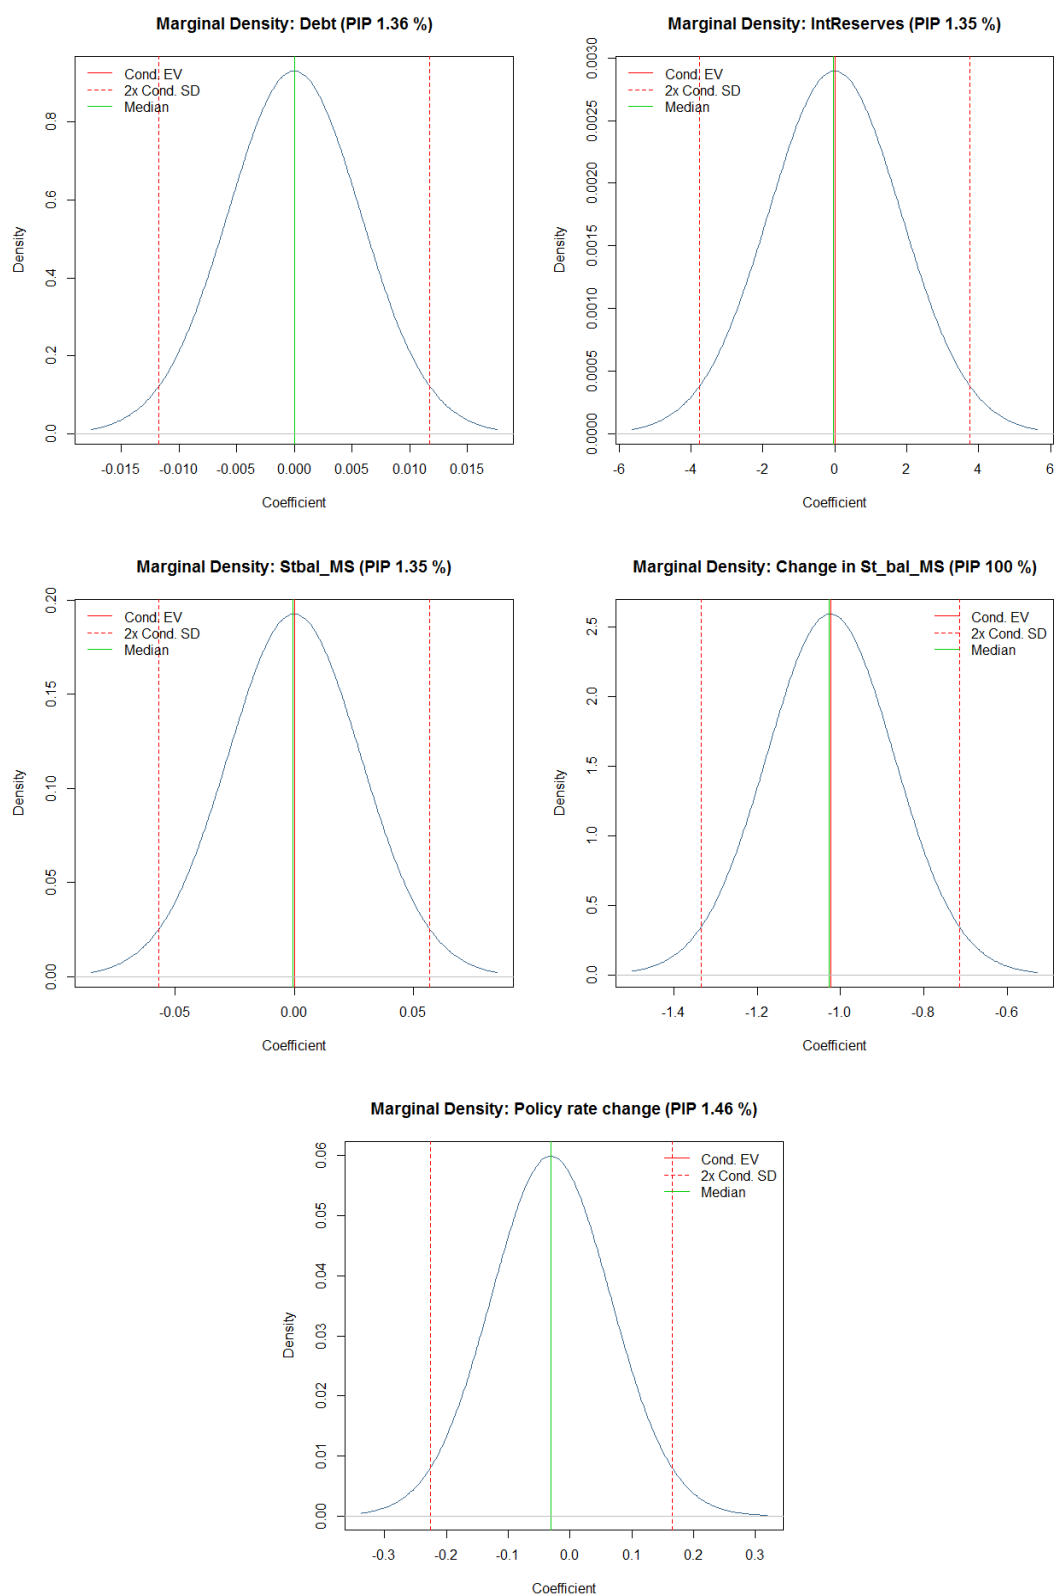 Marginal Density: Debt (PIP 1.36 %)
Cond. EV
2x Cond. SD
Median
Density
0.0 0.2 0.4 0.6 0.8
-0.015 -0.010 -0.005 0.000 0.005 0.010 0.015
Coefficient
Marginal Density: IntReserves (PIP 1.35 %)
Cond. EV
2x Cond. SD
Median
Density
0.0000 0.0005 0.0010 0.0015 0.0020 0.0025 0.0030
-6 -4 -2 0 2 4 6
Coefficient
Marginal Density: Stbal_MS (PIP 1.35 %)
Cond. EV
2x Cond. SD
Median
Density
0.00 0.05 0.10 0.15 0.20
-0.05 0.00 0.05
Coefficient
Marginal Density: Change in St_bal_MS (PIP 100 %)
Cond. EV
2x Cond. SD
Median
Density
0.0 0.5 1.0 1.5 2.0 2.5
-1.4 -1.2 -1.0 -0.8 -0.6
Coefficient
Marginal Density: Policy rate change (PIP 1.46 %)
Cond. EV
2x Cond. SD
Median
Density
0.00 0.01 0.02 0.03 0.04 0.05 0.06
-0.3 -0.2 -0.1 0.0 0.1 0.2 0.3
Coefficient